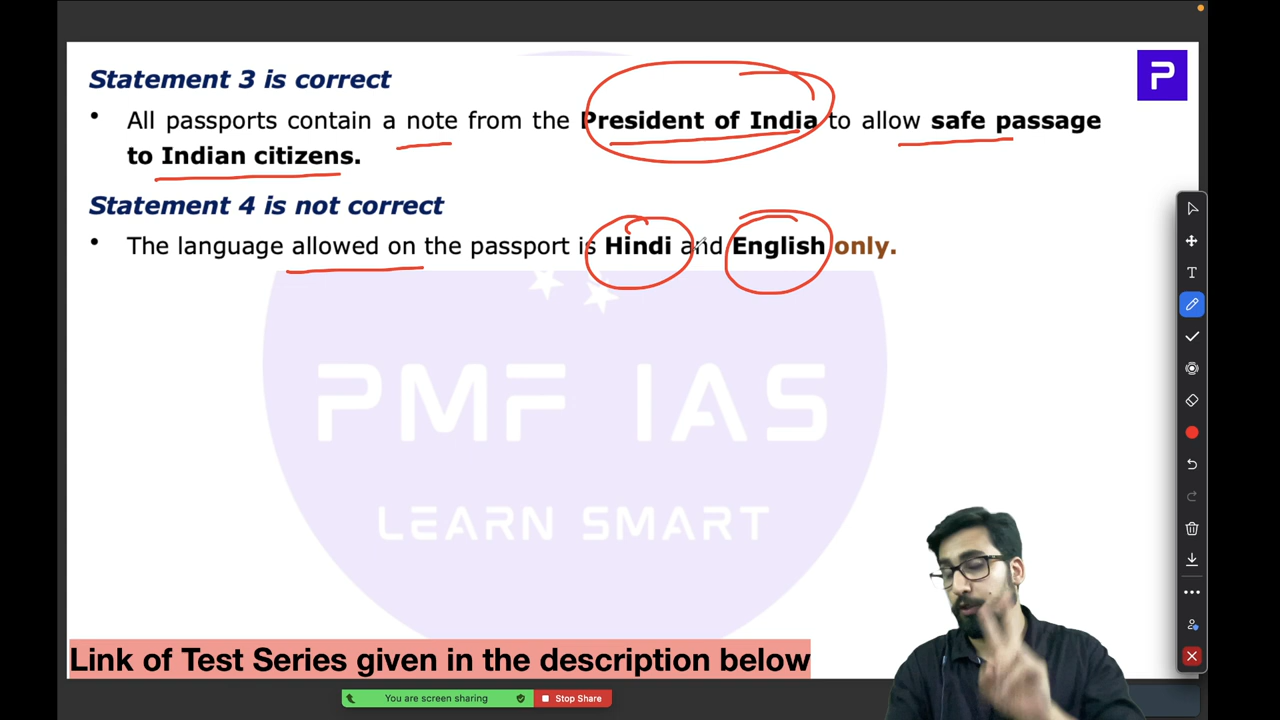 Statement 3 is correct
• All passports contain a note from the President of India to allow safe passage
to Indian citizens.
Statement 4 is not correct
• The language allowed on the passport is Hindi and English only.
PMF IAS
LEARN SMART
Link of Test Series given in the description below
You are screen sharing
Stop Share